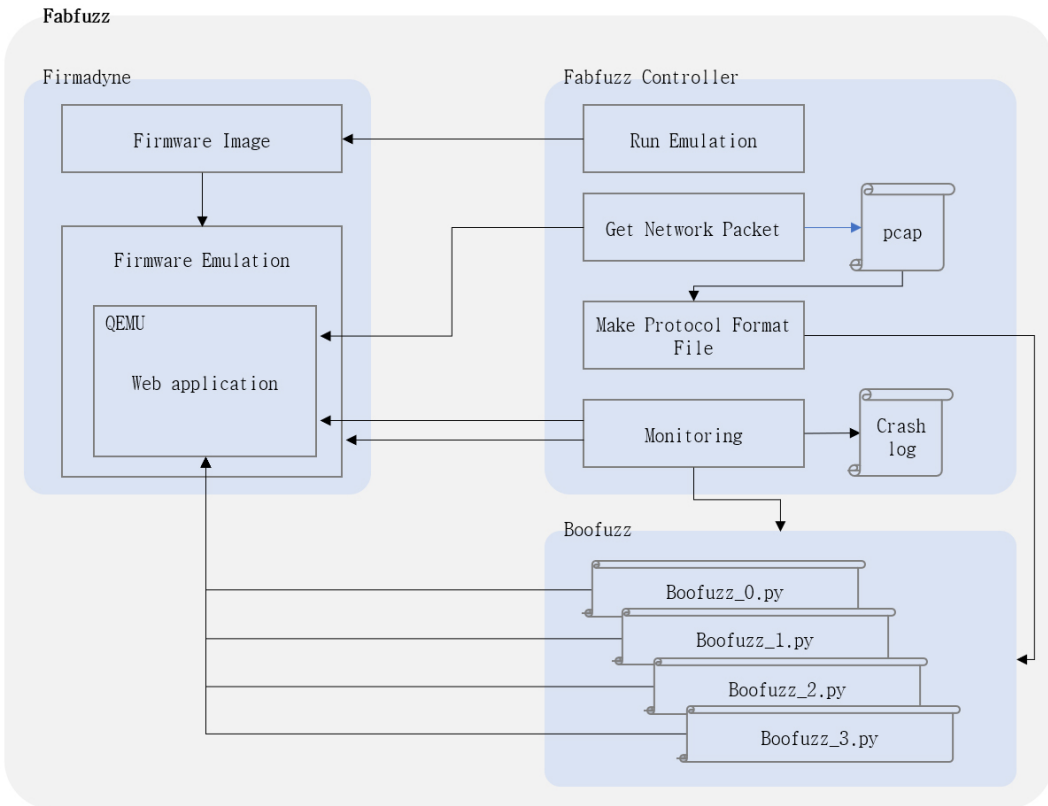 Fabfuzz
Firmadyne
Firmware Image
Firmware Emulation
QEMU
Web application
Fabfuzz Controller
Run Emulation
Get Network Packet
pcap
Make Protocol Format
File
Monitoring
Crash
log
Boofuzz
Boofuzz_0.py
Boofuzz_1.py
Boofuzz_2.py
Boofuzz_3.py